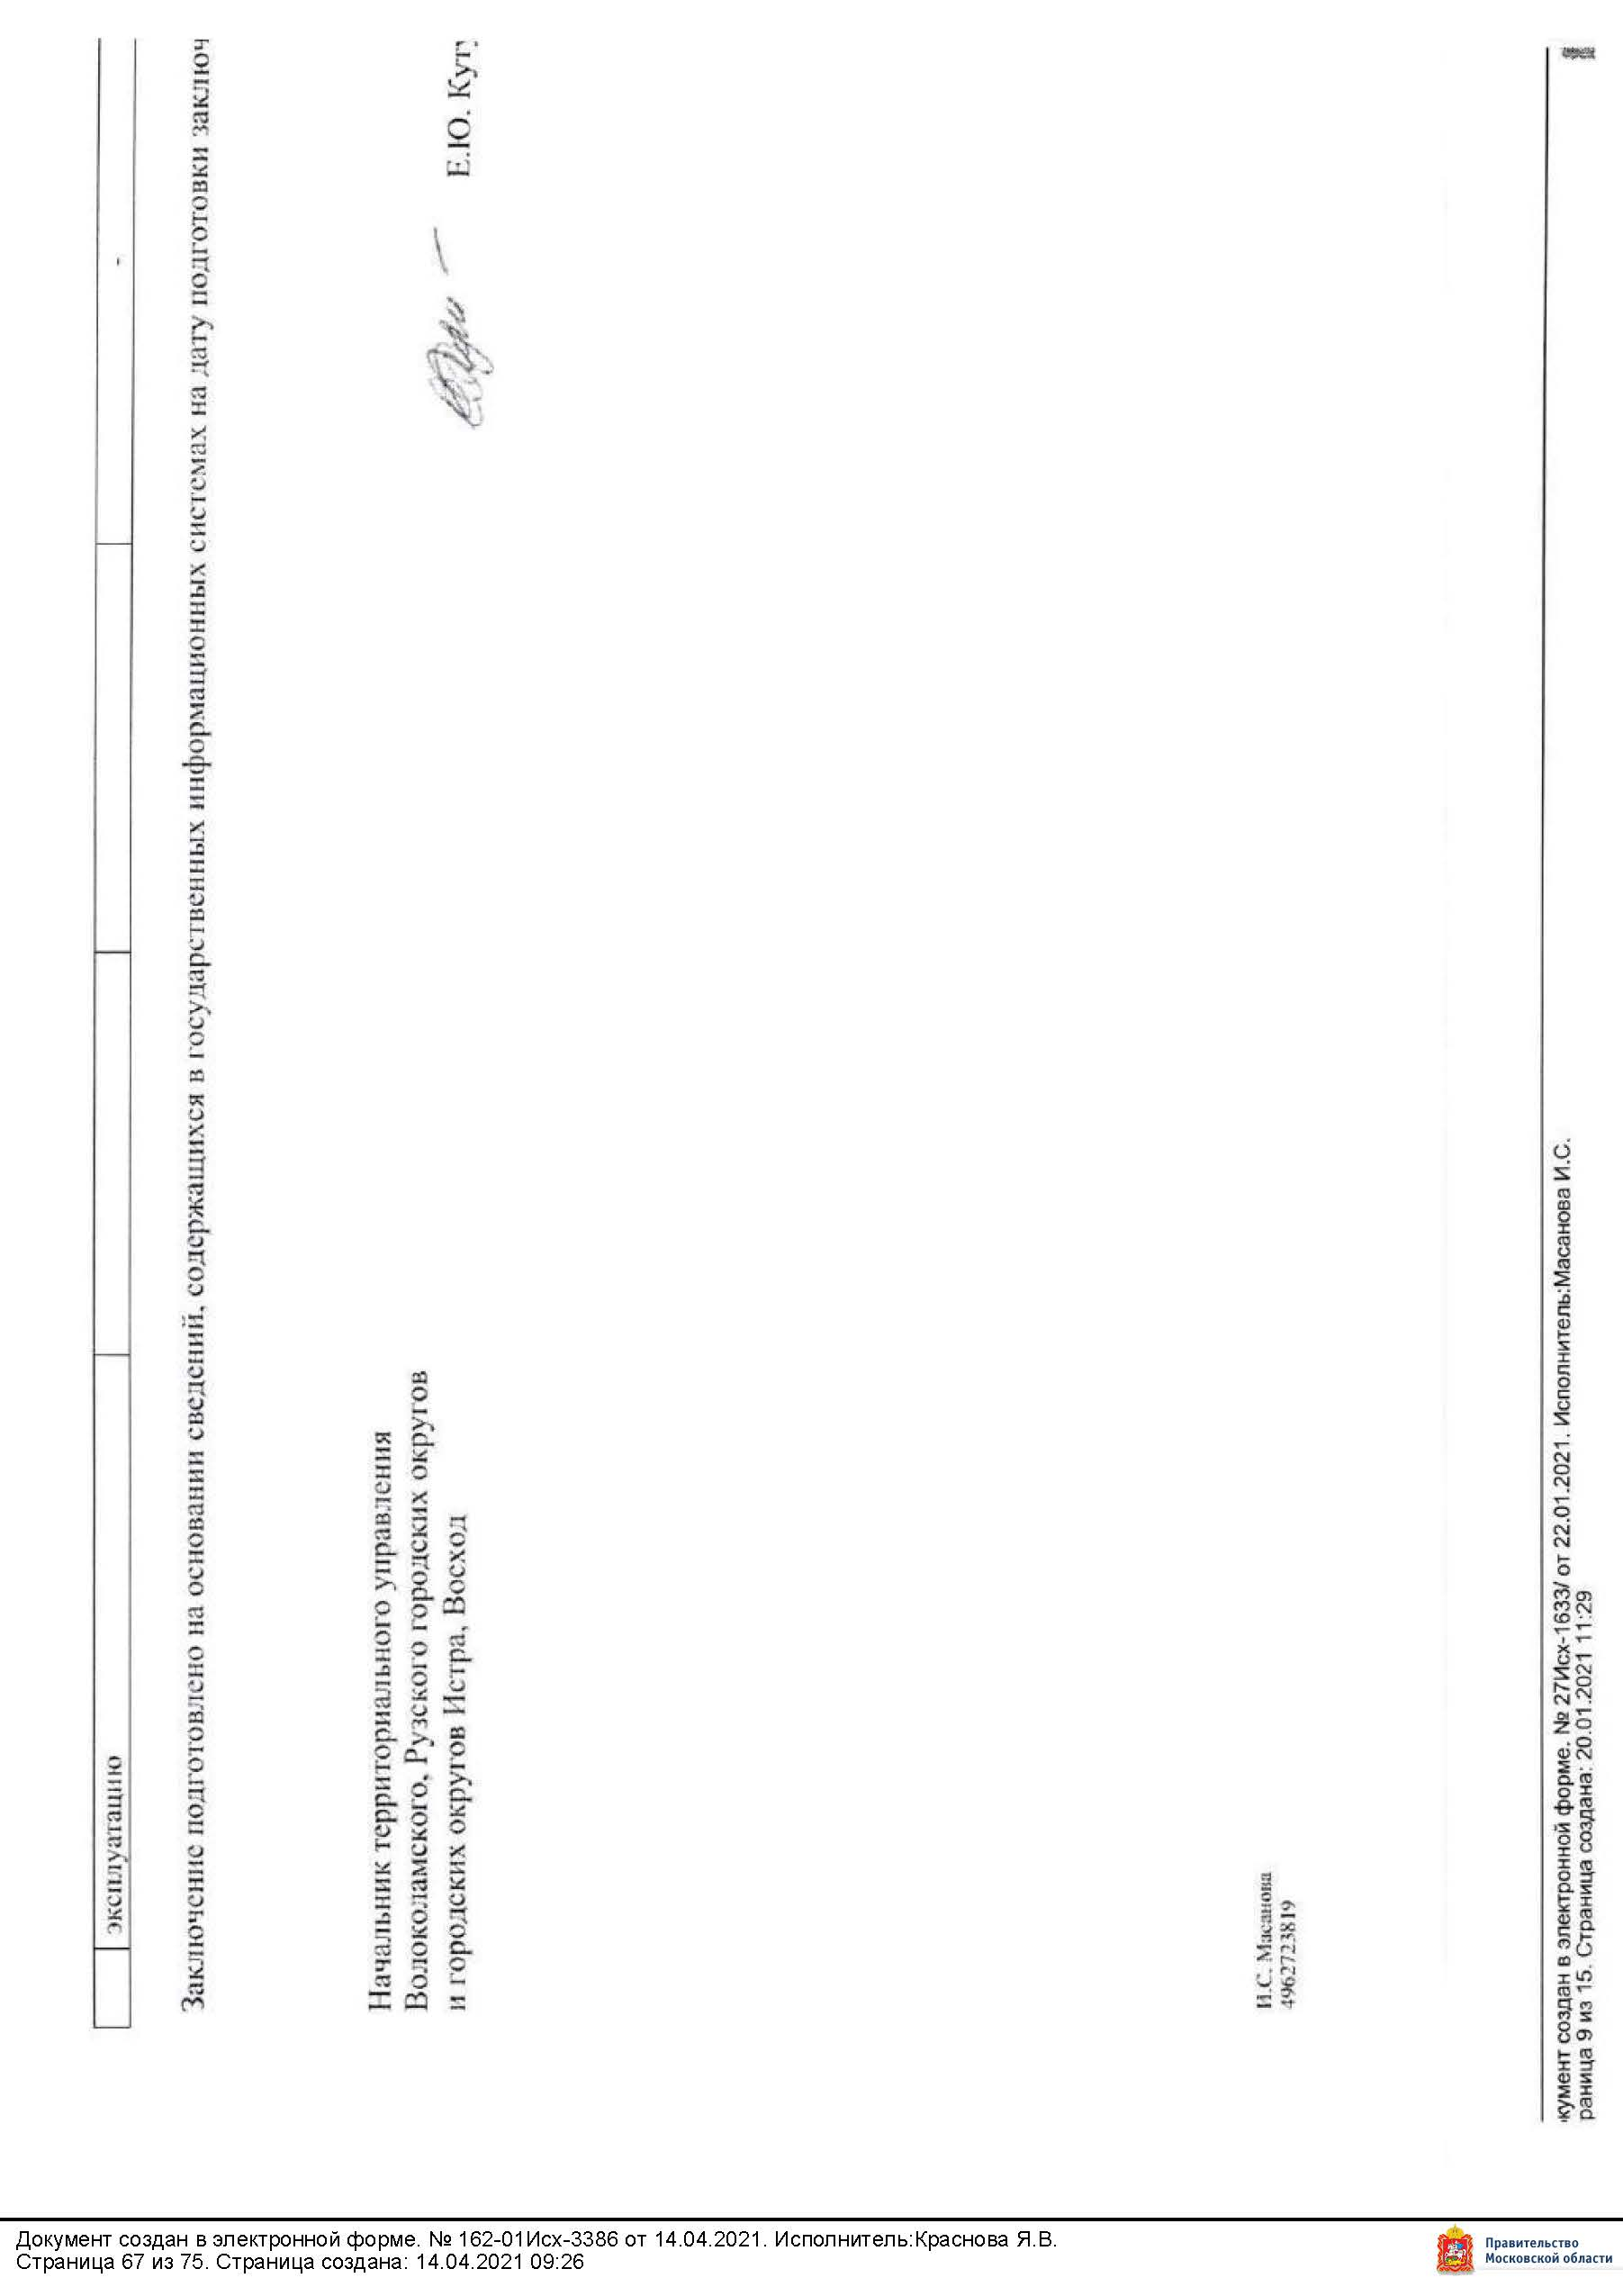 эксплуатацию -
Заключение подготовлено на основании сведений, содержащихся в государственных информационных системах на дату подготовки заключ
Начальник территориального управления
Волоколамского, Рузского городских округов
и городских округов Истра, Восход
Е.Ю. Кут
И.С. Масанова
4962723819
кумент создан в электронной форме. № 27Исх-1633/ от 22.01.2021. Исполнитель:Масанова И.С.
раница 9 из 15. Страница создана: 20.01.2021 11:29
Документ создан в электронной форме. № 162-01Исх-3386 от 14.04.2021. Исполнитель:Краснова Я.В.
Страница 67 из 75. Страница создана: 14.04.2021 09:26
Правительство
Московской области